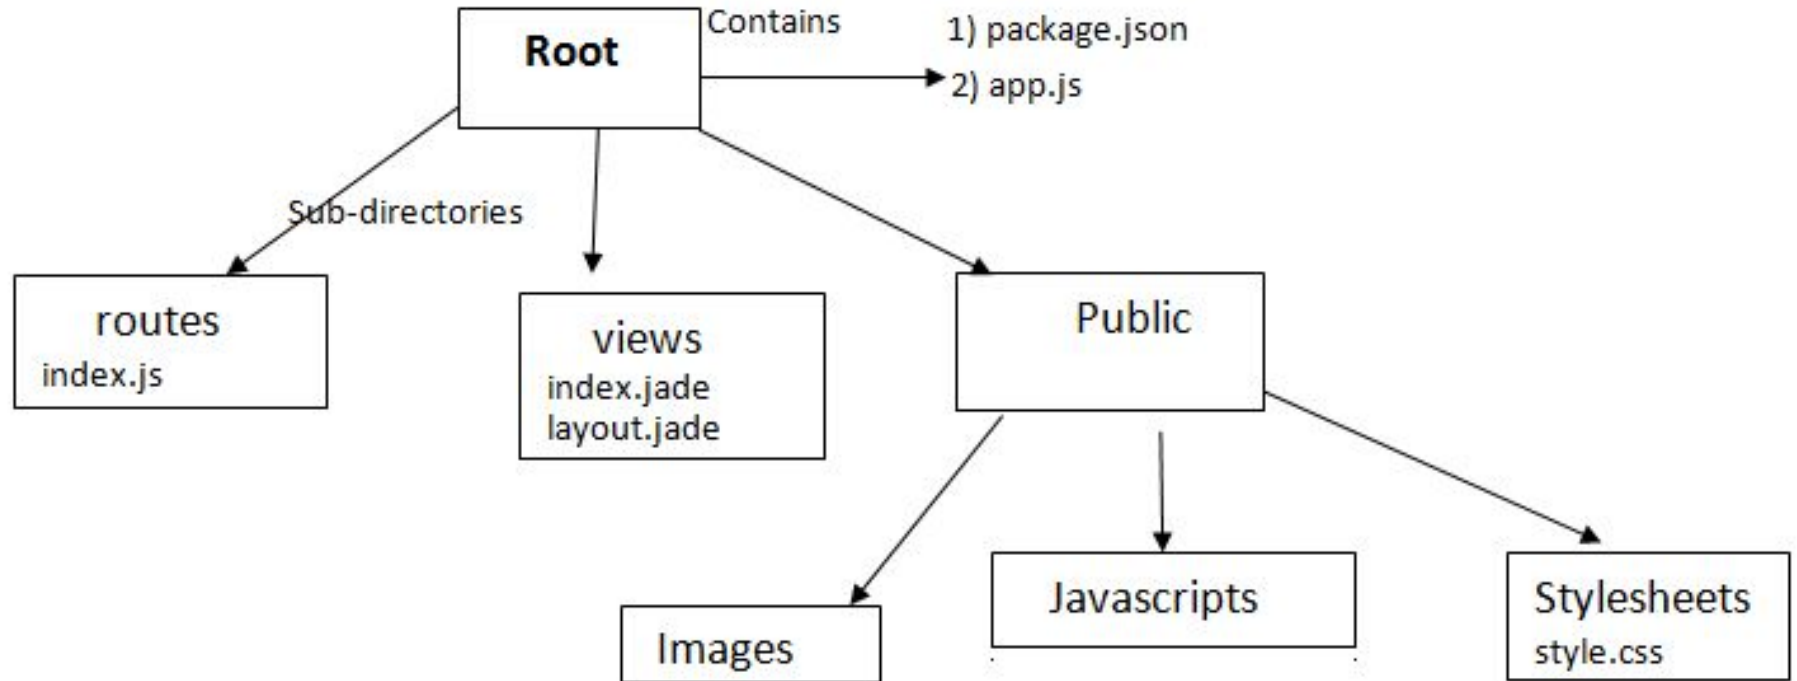 Root
Contains
1) package.json
2) app.js
Sub-directories
routes
index.js
views
index.jade
layout.jade
Public
Images
Javascripts
Stylesheets
style.css